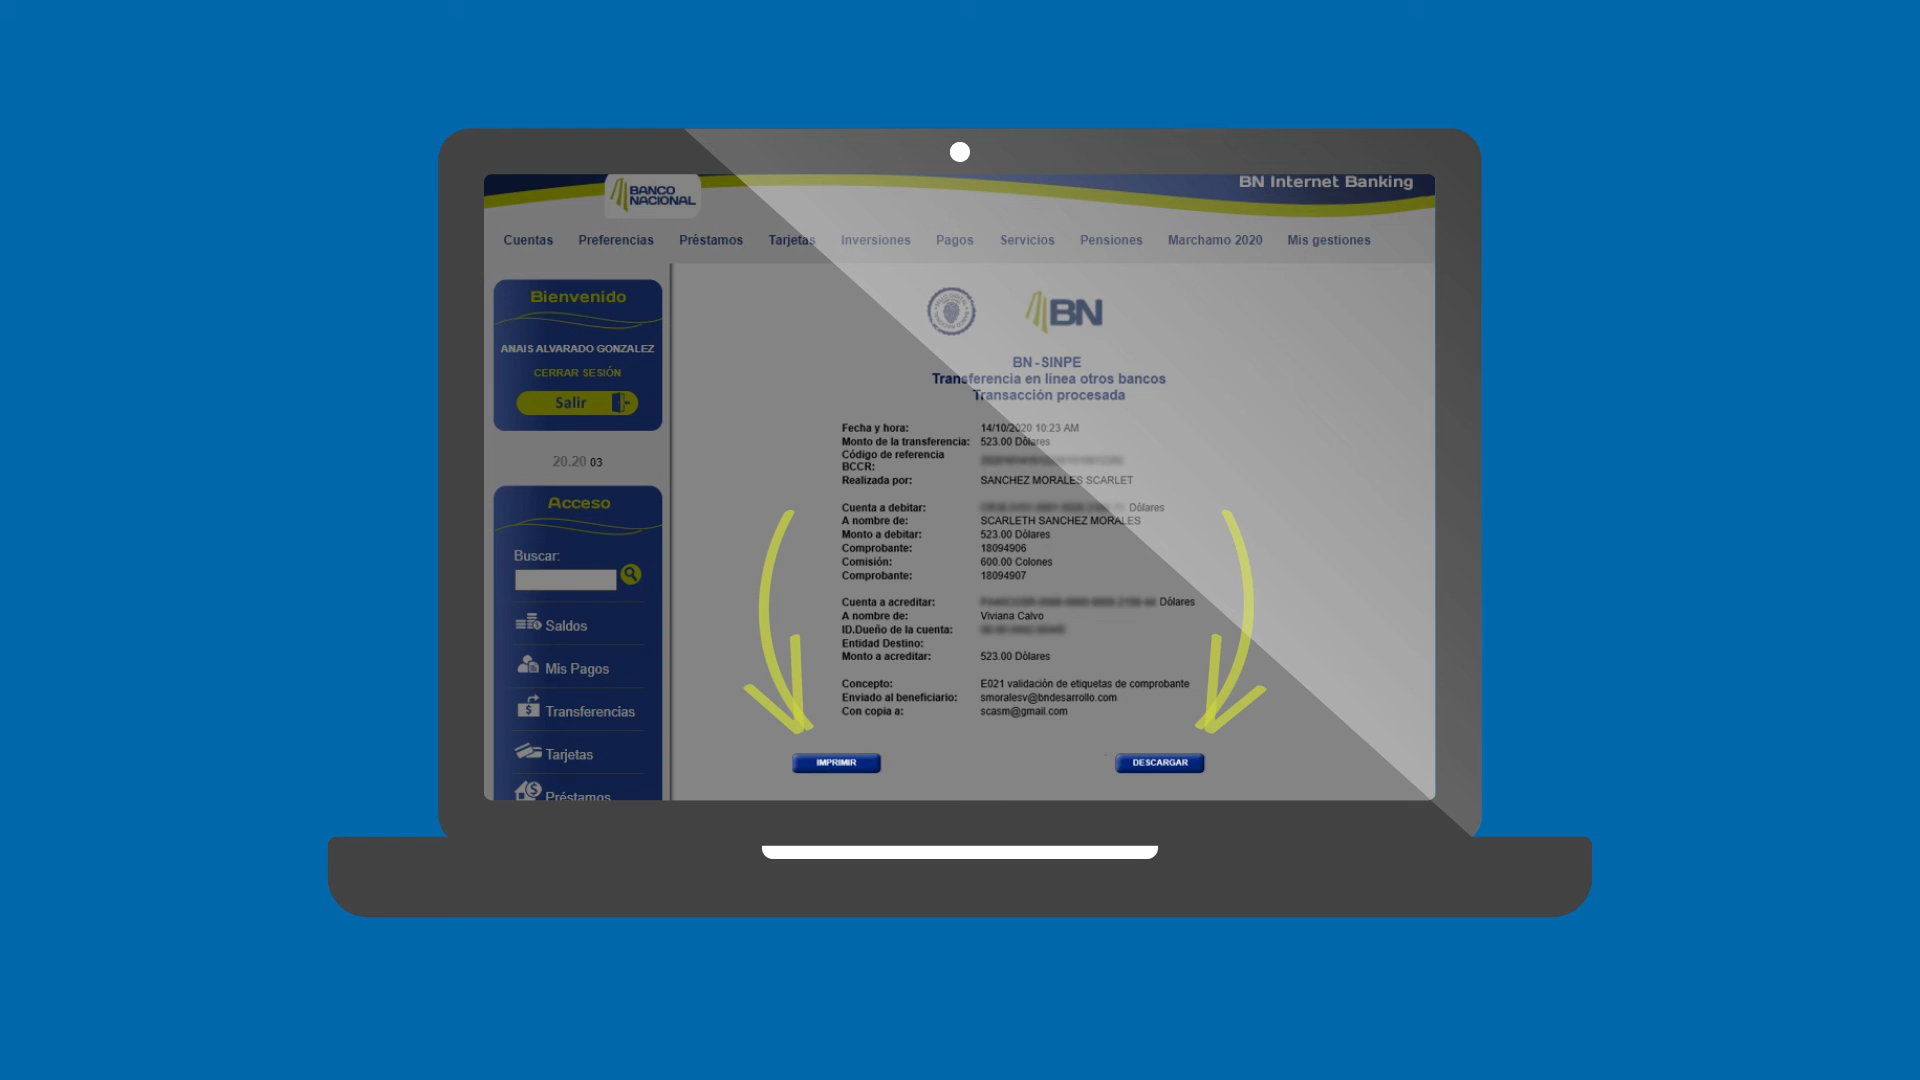 BANCO
NACIONAL
BN Internet Banking
Cuentas Preferencias Préstamos Tarjetas Inversiones Pagos Servicios Pensiones Marchamo 2020 Mis gestiones
Bienvenido
ANAIS ALVARADO GONZALEZ
CERRAR SESIÓN
Salir
20.20 03
Acceso
Buscar:
Saldos
Mis Pagos
Transferencias
Tarjetas
Préstamos
BN
BN-SINPE
Transferencia en linea otros bancos
Transacción procesada
Fecha y hora: 14/10/2020 10:23 AM
Monto de la transferencia: 523.00 Dólares
Código de referencia
BCCR:
Realizada por: SANCHEZ MORALES SCARLET
Cuenta a debitar: Dólares
A nombre de: SCARLETH SANCHEZ MORALES
Monto a debitar: 523.00 Dólares
Comprobante: 18094906
Comisión: 600.00 Colones
Comprobante: 18094907
Cuenta a acreditar: Dólares
A nombre de: Viviana Calvo
ID.Dueño de la cuenta:
Entidad Destino:
Monto a acreditar: 523.00 Dólares
Concepto: E021 validación de etiquetas de comprobante
Enviado al beneficiario: smoralesv@bndesarrollo.com
Con copia a: scasm@gmail.com
IMPRIMIR DESCARGAR